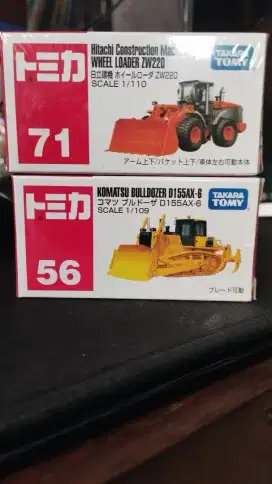 トミカ
71
Hitachi Construction Mac
WHEEL LOADER ZW220
日立建機 ホイールローダ ZW220
SCALE 1/110
TAKARA
TOMY
アーム上下/バケット上下/車体左右可動本体
トミカ
56
KOMATSU BULLDOZER D155AX-6
コマツ ブルドーザ D155AX-6
SCALE 1/109
TAKARA
TOMY
ブレード可動